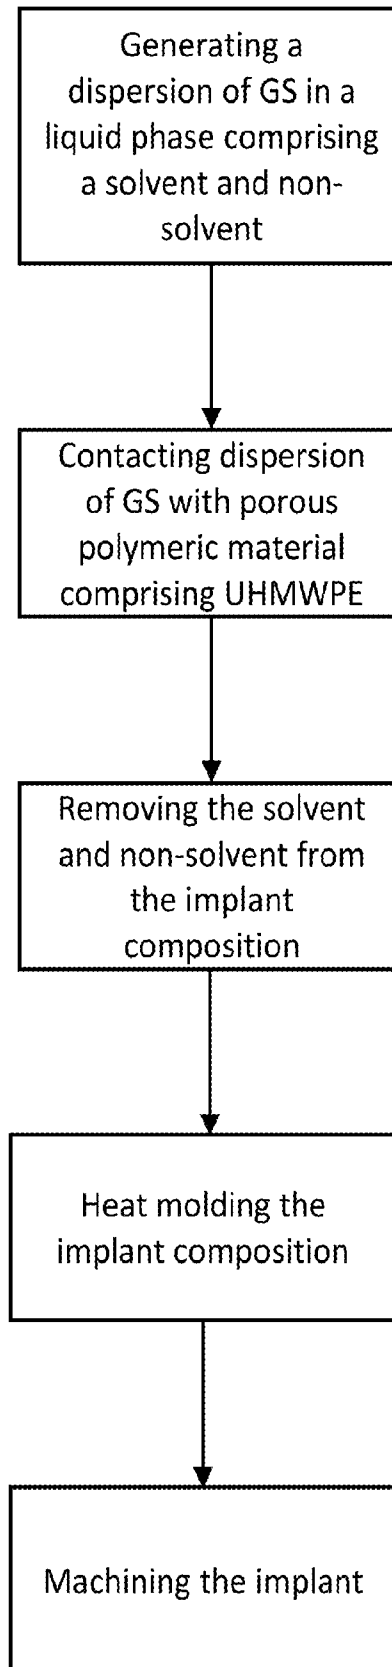 Generating a
dispersion of GS in a
liquid phase comprising
a solvent and non-
solvent
Contacting dispersion
of GS with porous
polymeric material
comprising UHMWPE
Removing the solvent
and non-solvent from
the implant
composition
Heat molding the
implant composition
Machining the implant